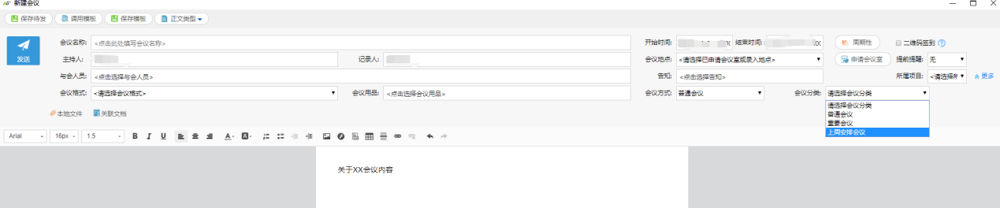 新建会议
保存待发 调用模板 保存模板 正文类型
发送
会议名称: <点击此处填写会议名称> 开始时间: 结束时间: 周期性 二维码签到
主持人: 记录人: 会议地点: <请选择已申请会议室或录入地点> 申请会议室 提前提醒: 无
与会人员: <点击选择与会人员> 告知: <点击选择告知> 所属项目: <请选择所 更多
会议格式: <请选择会议格式> 会议用品: <点击选择会议用品> 会议方式: 普通会议 会议分类: 请选择会议分类
请选择会议分类
普通会议
重要会议
上周安排会议
本地文件 关联文档
Arial 16px 1.5 B I U A A
关于XX会议内容